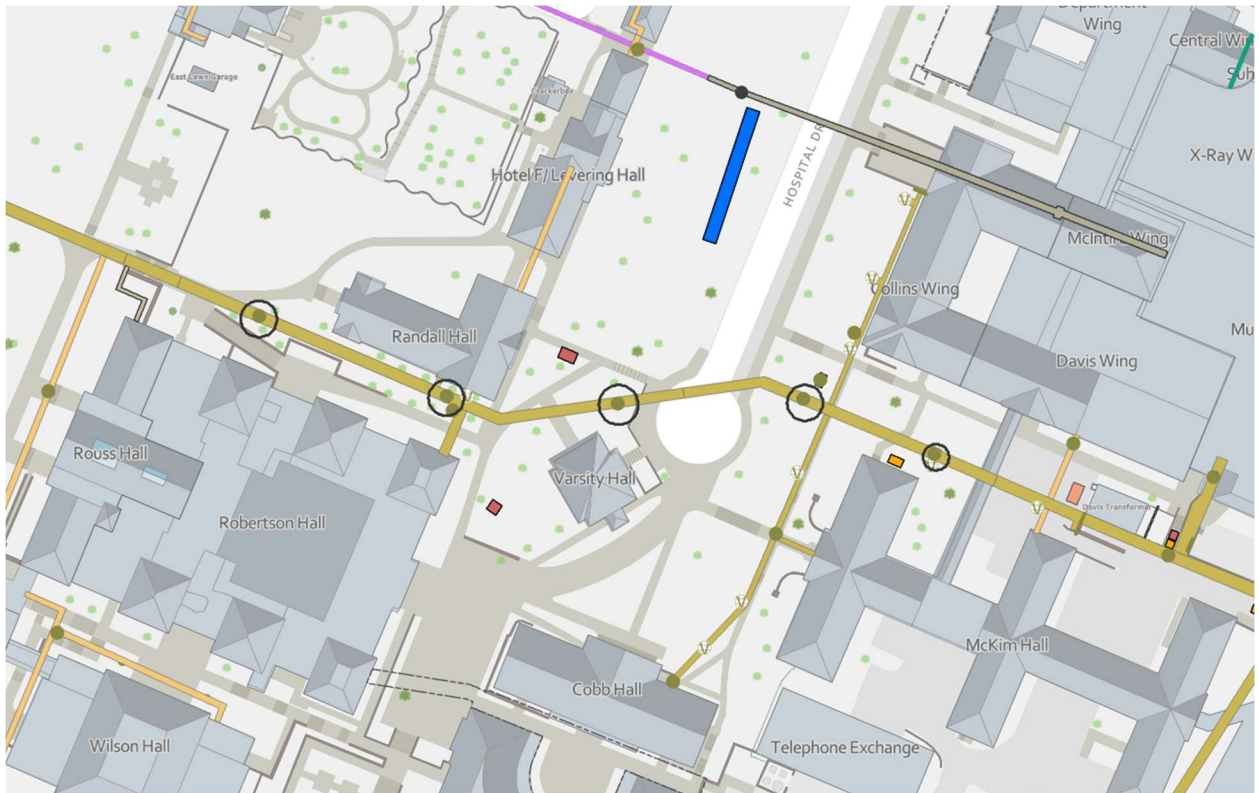 Department
Wing
Central Wi
Sub
East Lawn Garage
Crackerbox
HOSPITAL DR
X-Ray W
Hotel F/ Levering Hall
McIntire Wing
Collins Wing
Randall Hall
Davis Wing
Mu
Rouss Hall
Varsity Hall
Davis Transformer
Robertson Hall
McKim Hall
Cobb Hall
Wilson Hall
Telephone Exchange